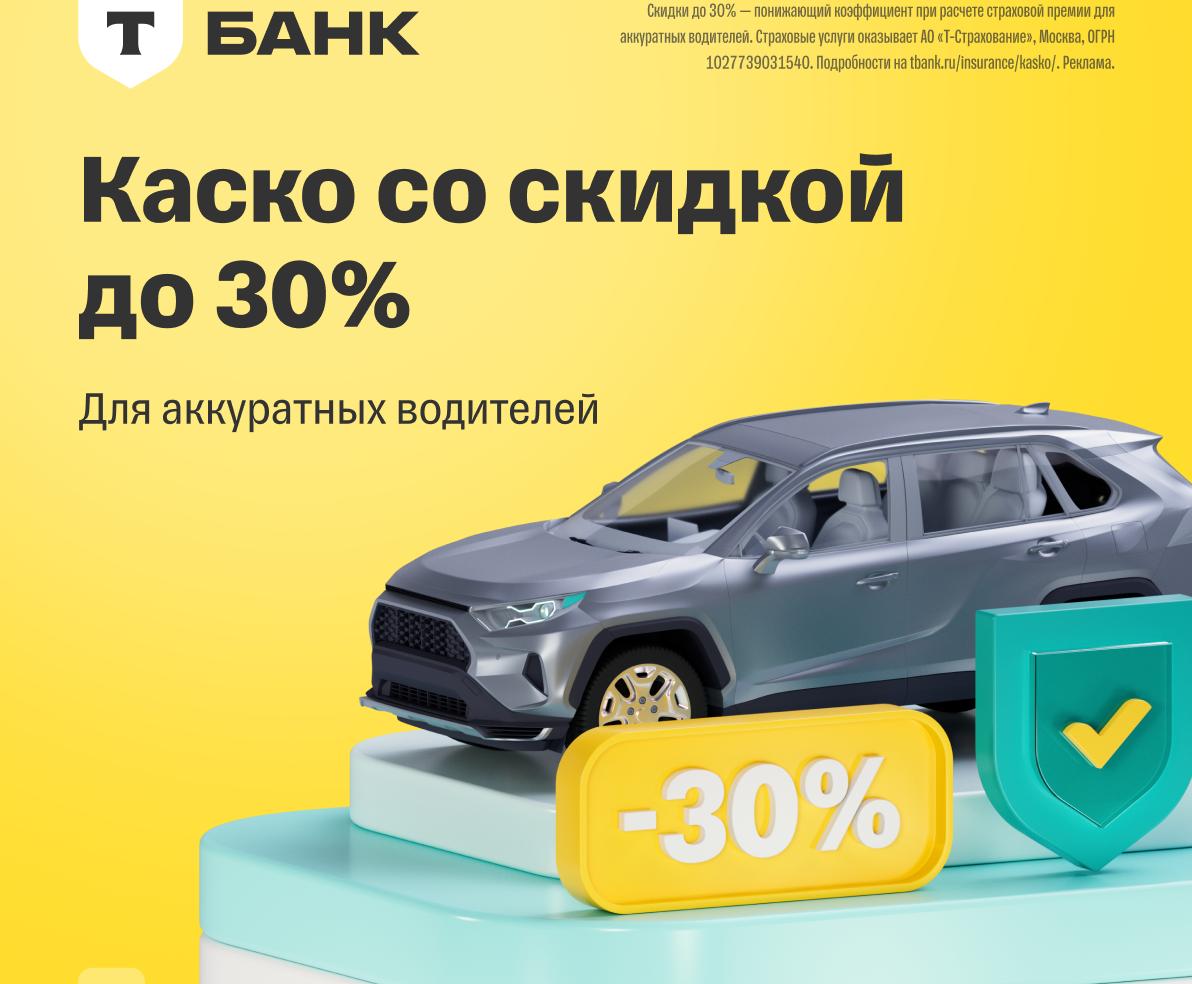 Т БАНК
Скидки до 30% — понижающий коэффициент при расчете страховой премии для
аккуратных водителей. Страховые услуги оказывает АО «Т-Страхование», Москва, ОГРН
1027739031540. Подробности на tbank.ru/insurance/kasko/. Реклама.
Каско со скидкой
до 30%
Для аккуратных водителей
-30%